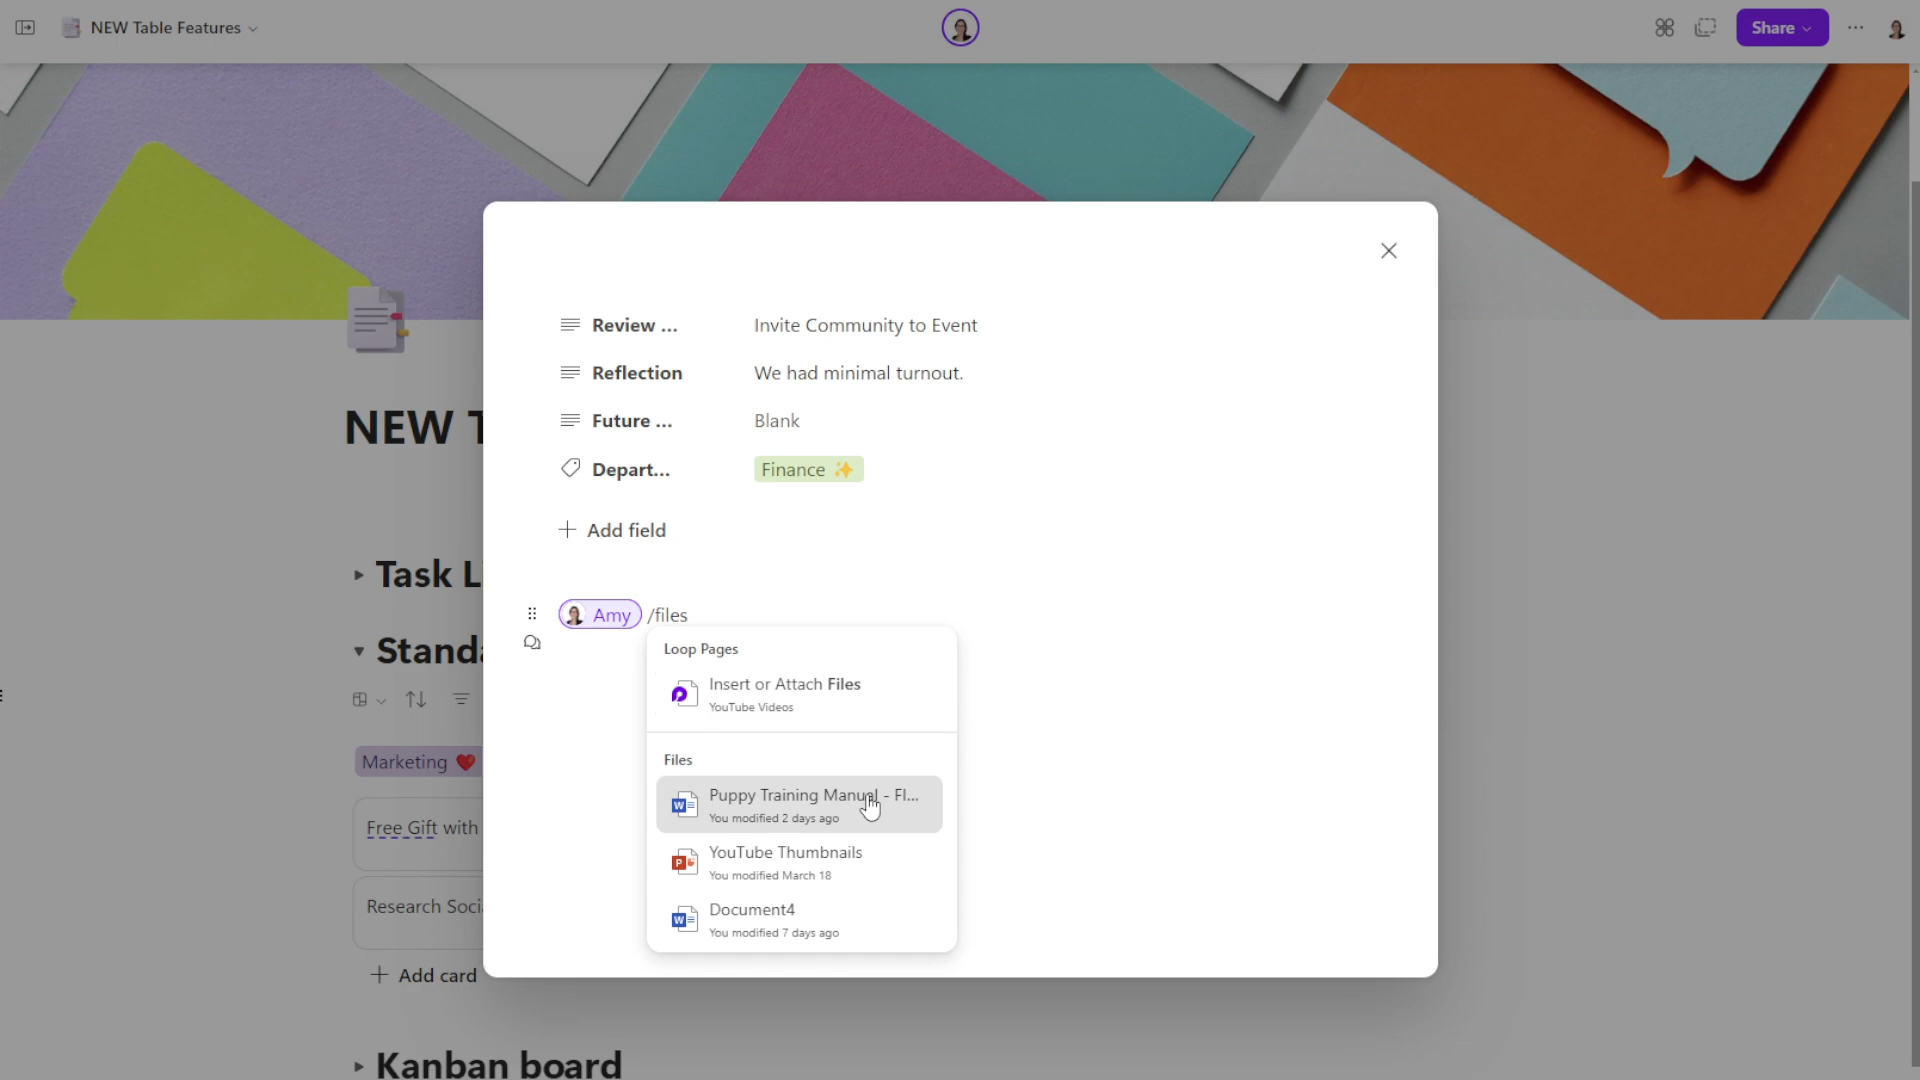 NEW Table Features
Share
Review ...
Invite Community to Event
Reflection
We had minimal turnout.
Future ...
Blank
Depart...
Finance ✨
+ Add field
Amy /files
Loop Pages
Insert or Attach Files
YouTube Videos
Files
Puppy Training Manual - Fl...
You modified 2 days ago
YouTube Thumbnails
You modified March 18
Document4
You modified 7 days ago
NEW T
Task L
Standa
Marketing ❤️
Free Gift with
Research Soci
+ Add card
Kanban board